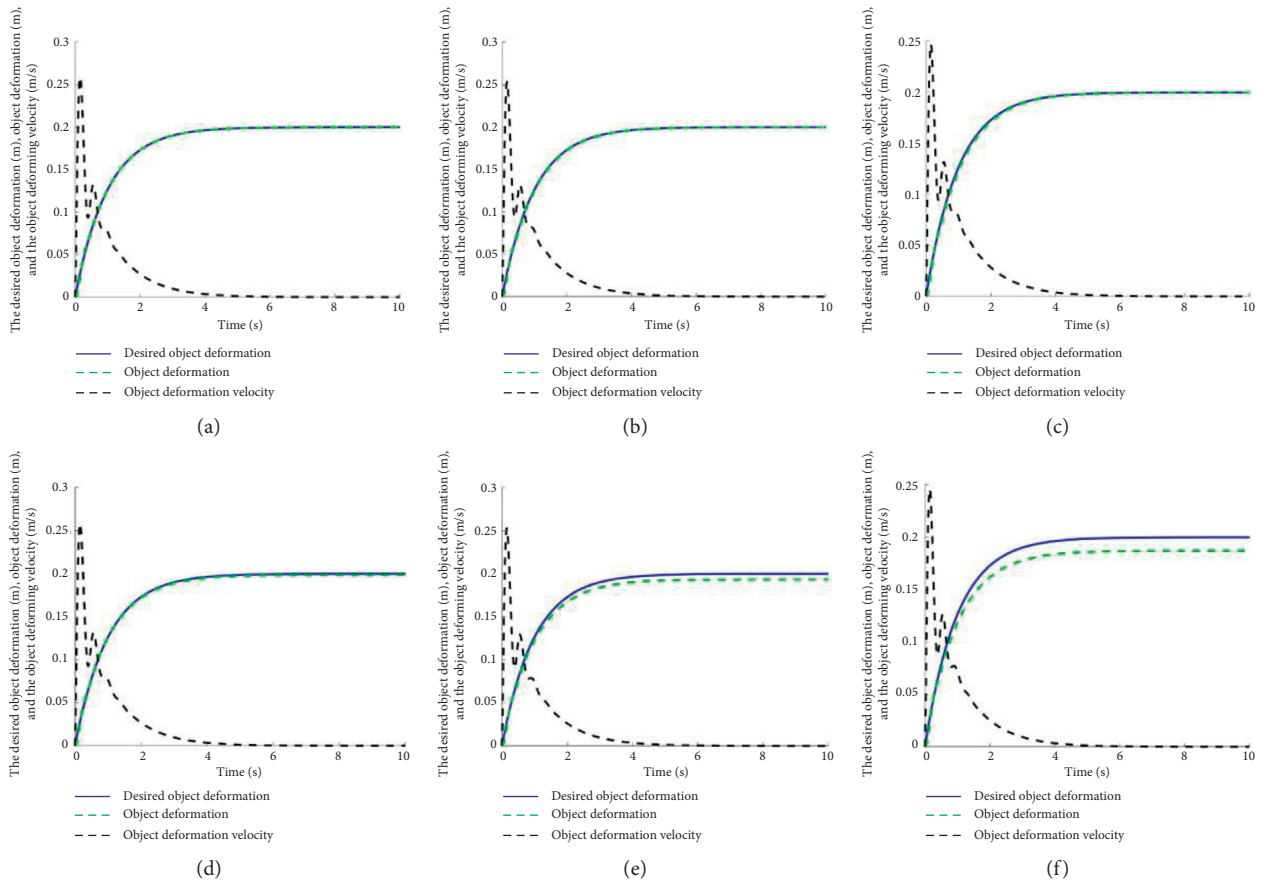 The desired object deformation (m), object deformation (m),
and the object deforming velocity (m/s)
0.3
0.25
0.2
0.15
0.1
0.05
0
0 2 4 6 8 10
Time (s)
Desired object deformation
Object deformation
Object deformation velocity
(a)
The desired object deformation (m), object deformation (m),
and the object deforming velocity (m/s)
0.3
0.25
0.2
0.15
0.1
0.05
0
0 2 4 6 8 10
Time (s)
Desired object deformation
Object deformation
Object deformation velocity
(b)
The desired object deformation (m), object deformation (m),
and the object deforming velocity (m/s)
0.25
0.20
0.15
0.10
0.05
0
0 2 4 6 8 10
Time (s)
Desired object deformation
Object deformation
Object deformation velocity
(c)
The desired object deformation (m), object deformation (m),
and the object deforming velocity (m/s)
0.3
0.25
0.2
0.15
0.1
0.05
0
0 2 4 6 8 10
Time (s)
Desired object deformation
Object deformation
Object deformation velocity
(d)
The desired object deformation (m), object deformation (m),
and the object deforming velocity (m/s)
0.3
0.25
0.2
0.15
0.1
0.05
0
0 2 4 6 8 10
Time (s)
Desired object deformation
Object deformation
Object deformation velocity
(e)
The desired object deformation (m), object deformation (m),
and the object deforming velocity (m/s)
0.25
0.20
0.15
0.10
0.05
0
0 2 4 6 8 10
Time (s)
Desired object deformation
Object deformation
Object deformation velocity
(f)